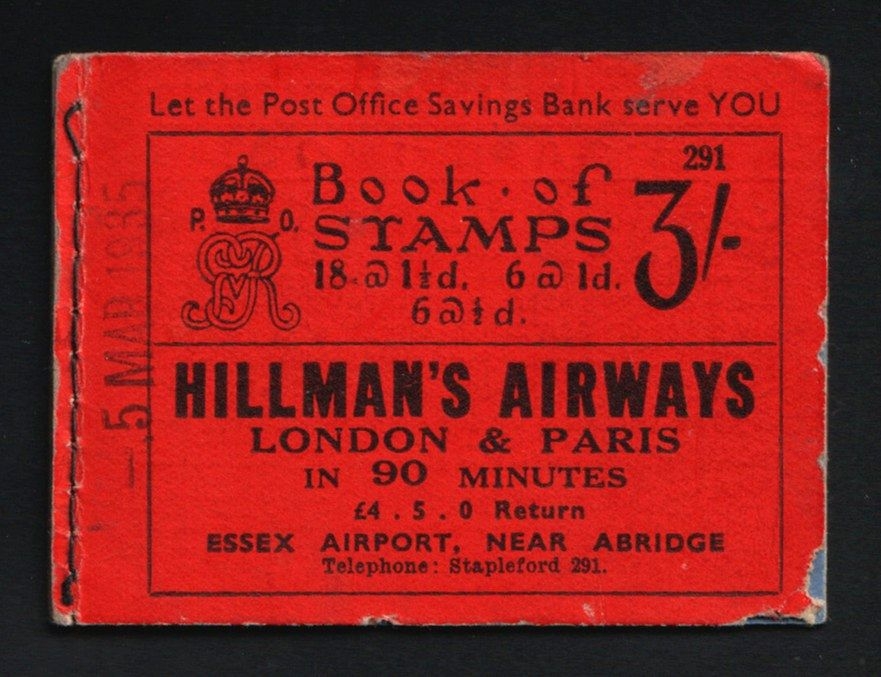 Let the Post Office Savings Bank serve YOU
291
P. O.
GVR
Book · of
STAMPS
3/-
18 @ 1½d. 6 @ 1d.
6 @ ½d.
HILLMAN'S AIRWAYS
LONDON & PARIS
IN 90 MINUTES
£4 . 5 . 0 Return
ESSEX AIRPORT, NEAR ABRIDGE
Telephone: Stapleford 291.
–5 MAR 1935